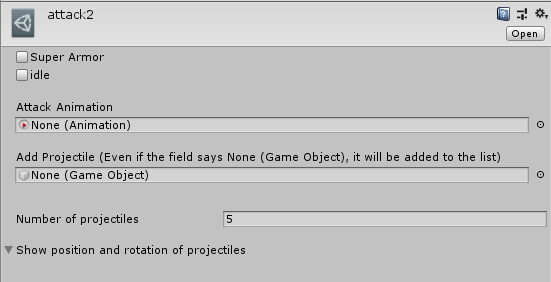 attack2
Open
Super Armor
idle
Attack Animation
None (Animation)
Add Projectile (Even if the field says None (Game Object), it will be added to the list)
None (Game Object)
Number of projectiles 5
Show position and rotation of projectiles